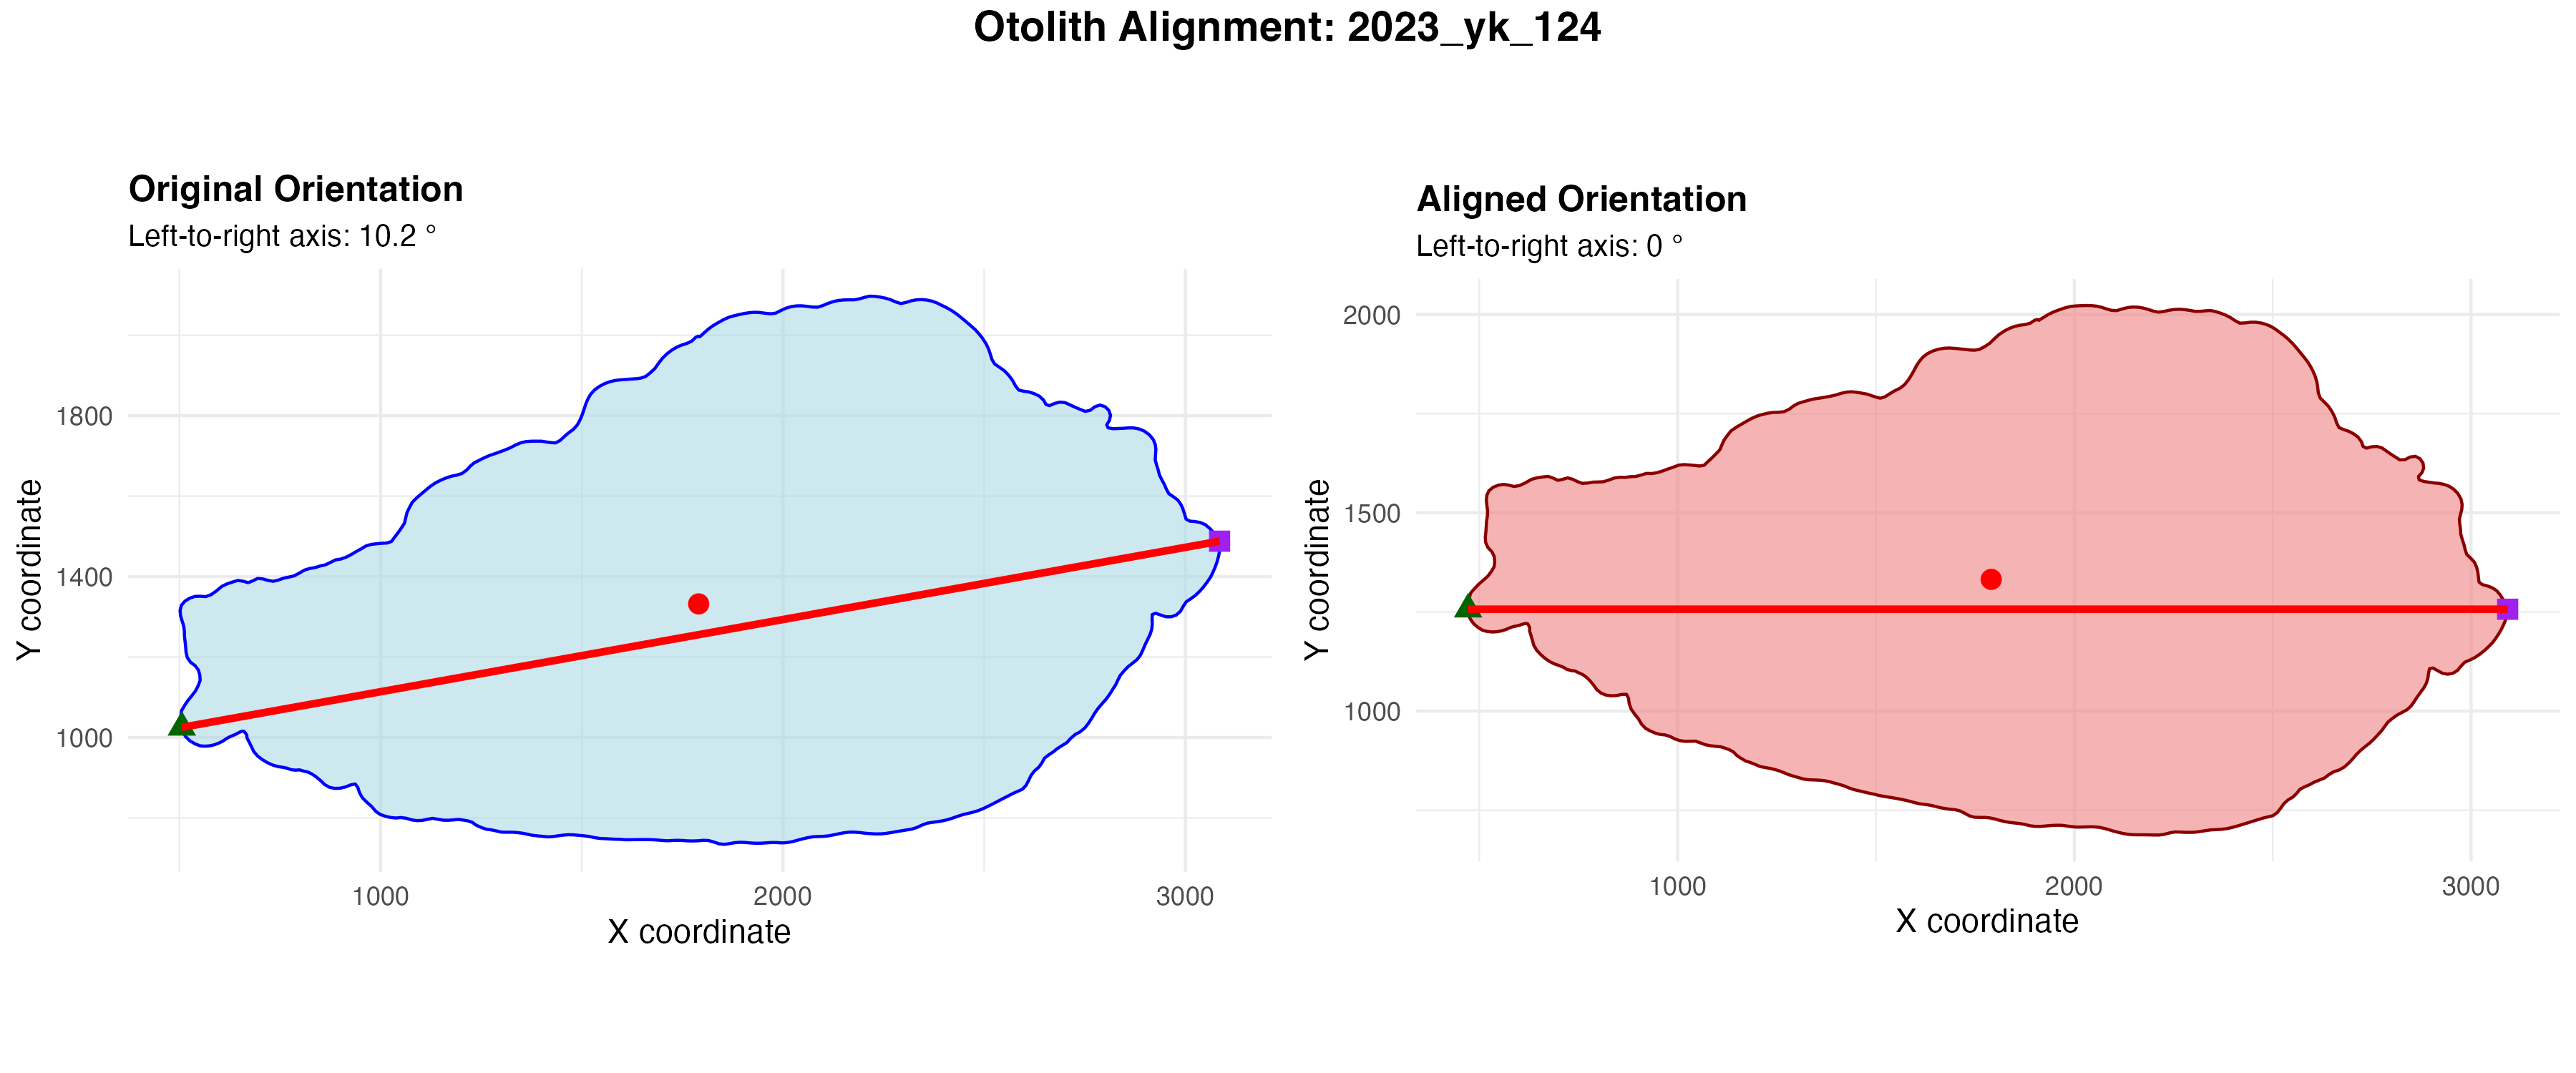 Otolith Alignment: 2023_yk_124
Original Orientation
Left-to-right axis: 10.2 °
1800
1400
1000
Y coordinate
1000 2000 3000
X coordinate
Aligned Orientation
Left-to-right axis: 0 °
2000
1500
1000
Y coordinate
1000 2000 3000
X coordinate